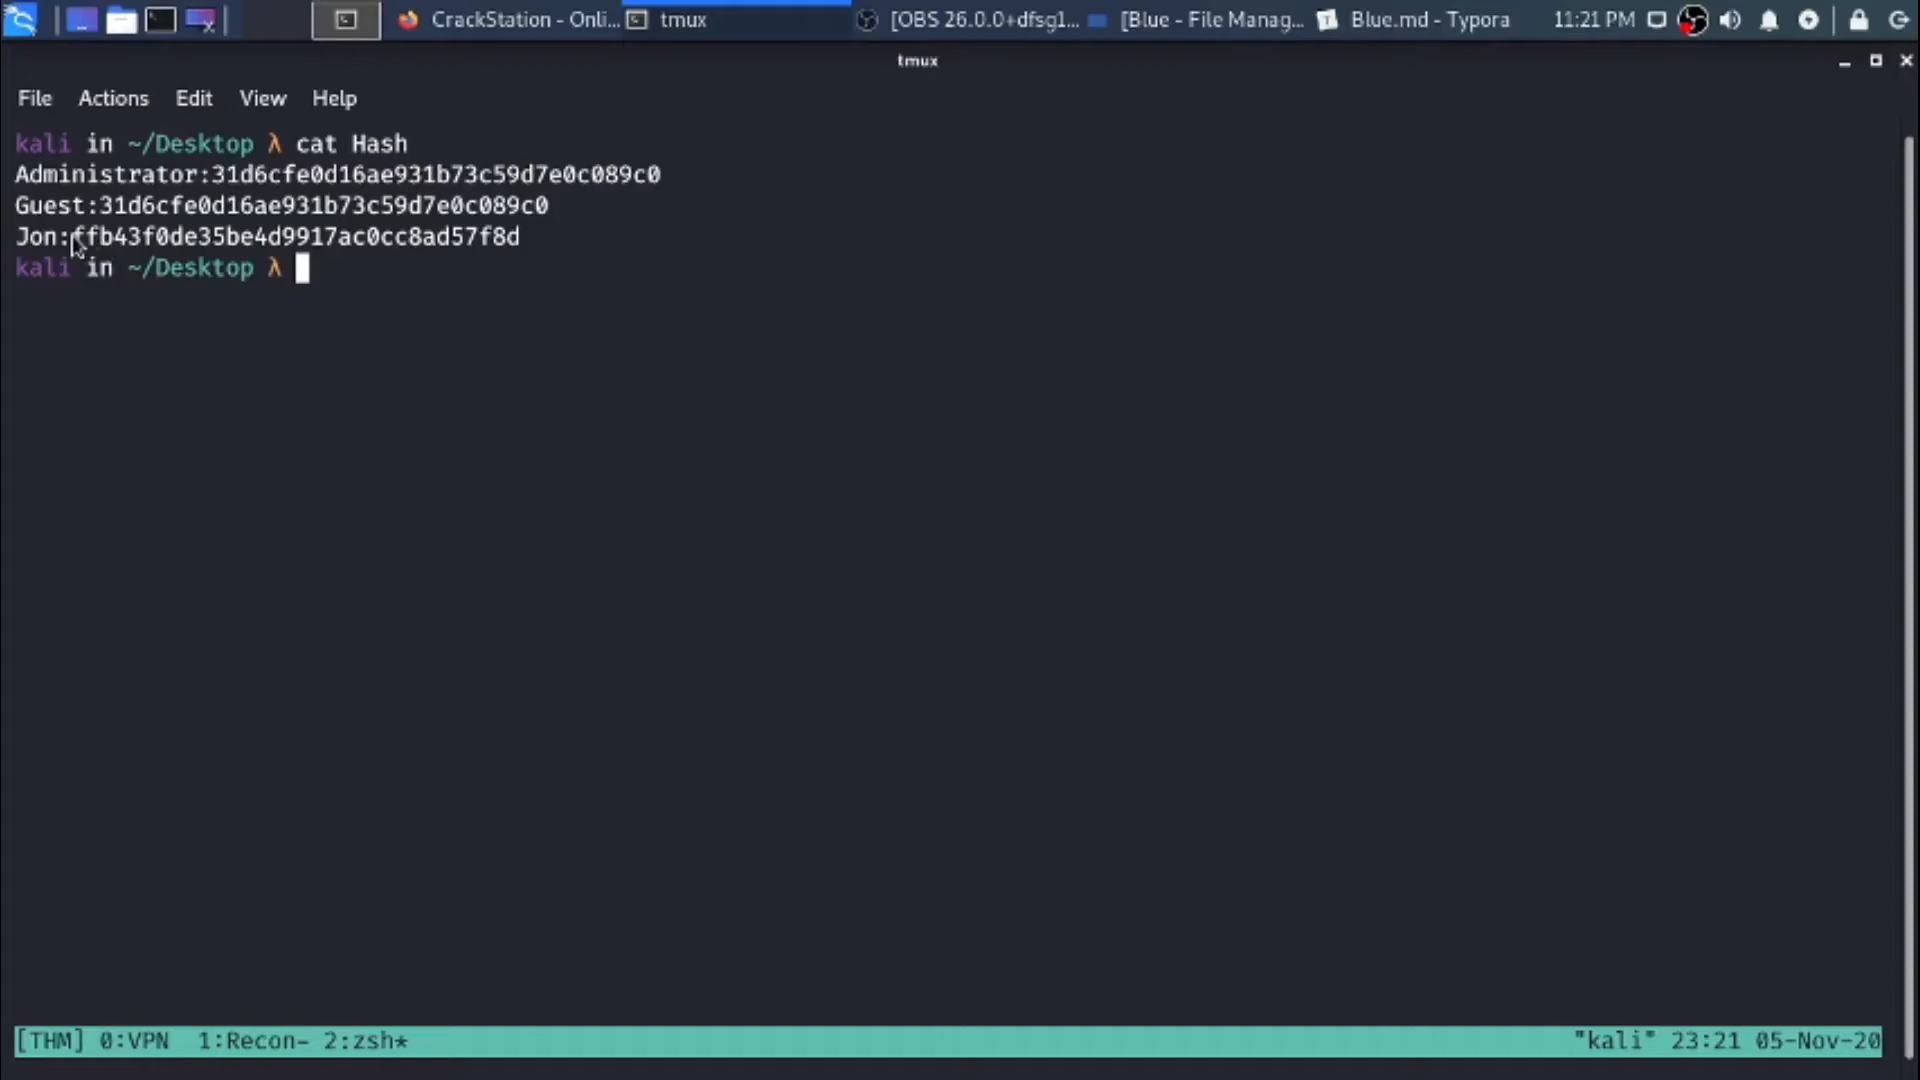 CrackStation - Onli...
tmux
[OBS 26.0.0+dfsg1...
[Blue - File Manag...
Blue.md - Typora
11:21 PM
tmux
File Actions Edit View Help
kali in ~/Desktop λ cat Hash
Administrator:31d6cfe0d16ae931b73c59d7e0c089c0
Guest:31d6cfe0d16ae931b73c59d7e0c089c0
Jon:ffb43f0de35be4d9917ac0cc8ad57f8d
kali in ~/Desktop λ
[THM] 0:VPN 1:Recon- 2:zsh* "kali" 23:21 05-Nov-20